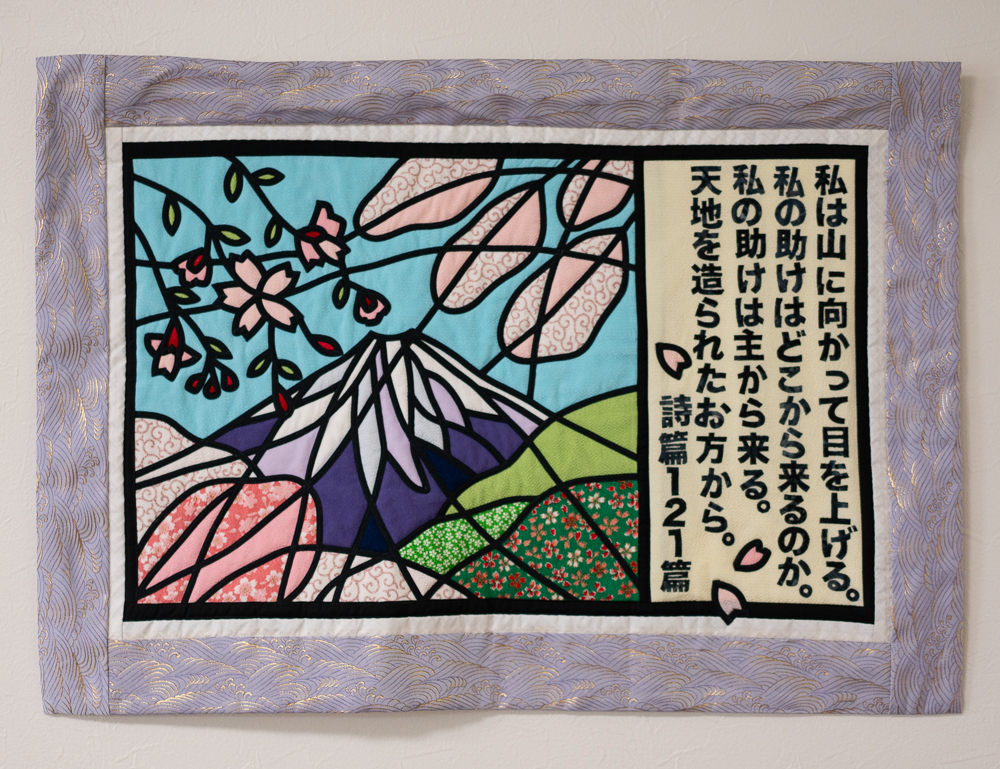 私は山に向かって目を上げる。
私の助けはどこから来るのか。
私の助けは主から来る。
天地を造られたお方から。
詩篇121篇